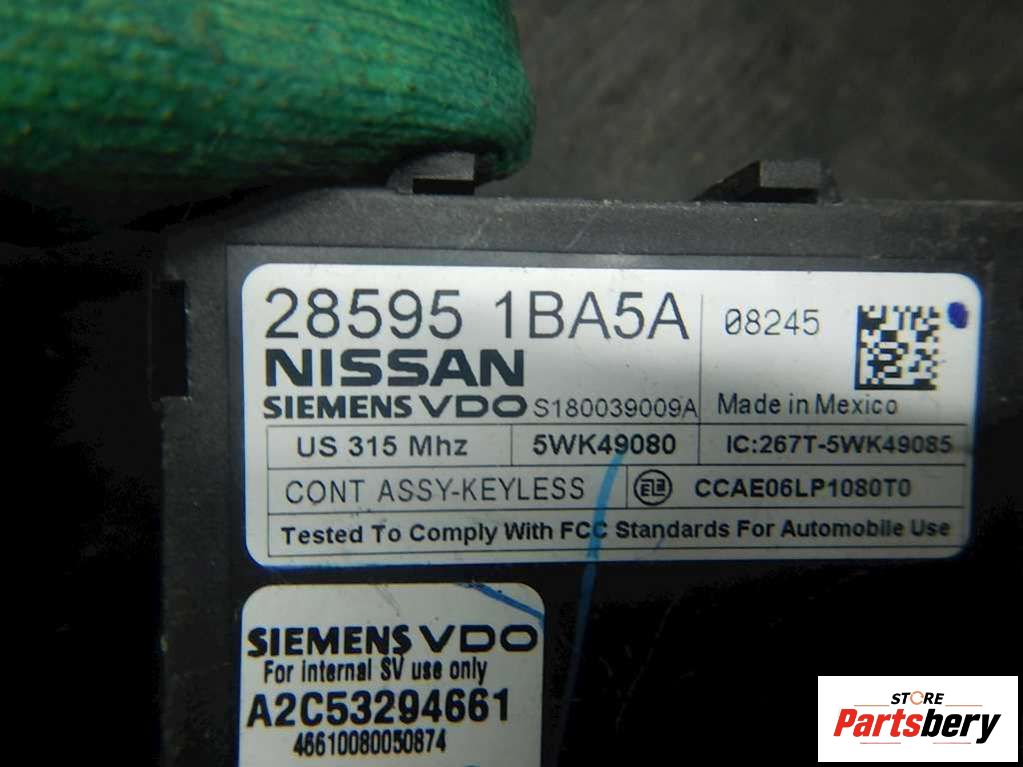 28595 1BA5A
08245
NISSAN
SIEMENS VDO S180039009A
Made in Mexico
US 315 Mhz
5WK49080
IC:267T-5WK49085
CONT ASSY-KEYLESS
CCAE06LP1080T0
Tested To Comply With FCC Standards For Automobile Use
SIEMENS VDO
For internal SV use only
A2C53294661
46610080050874
STORE
Partsbery